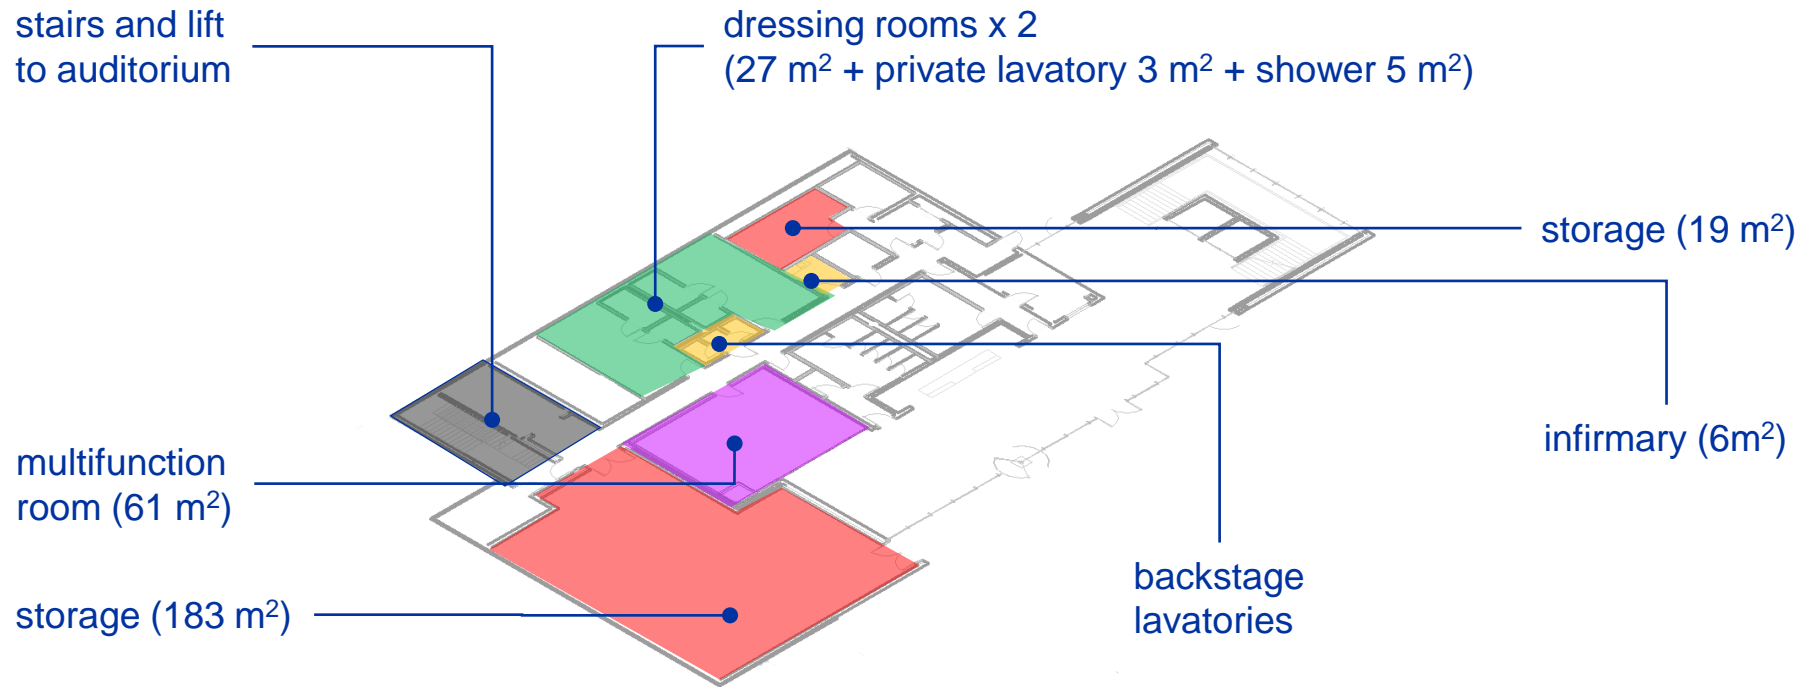 stairs and lift
to auditorium
dressing rooms x 2
(27 m² + private lavatory 3 m² + shower 5 m²)
storage (19 m²)
infirmary (6m²)
multifunction
room (61 m²)
backstage
lavatories
storage (183 m²)